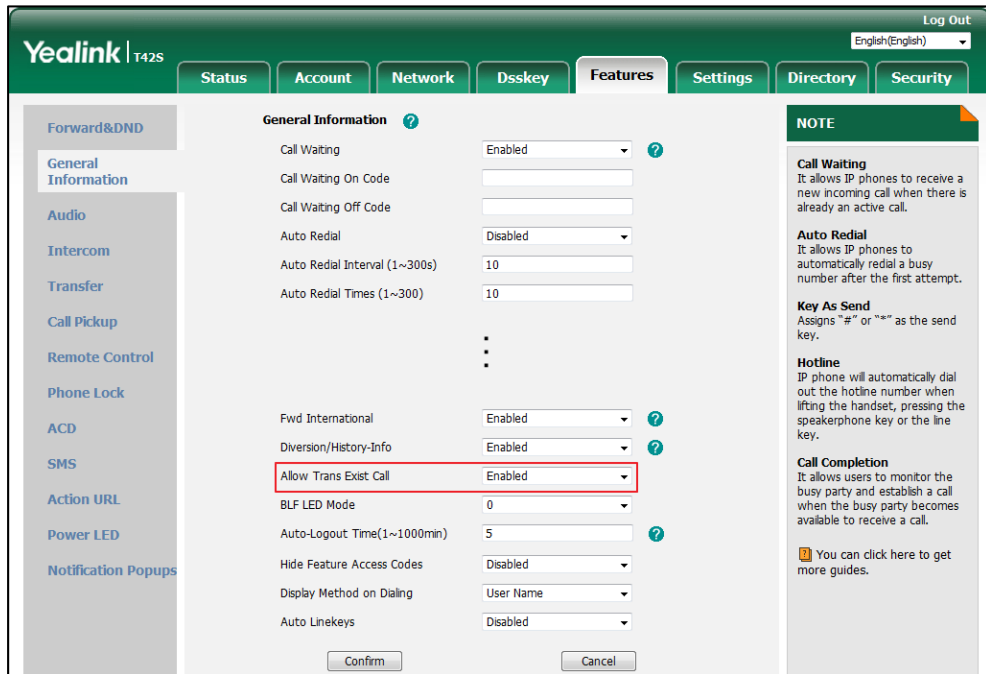 Log Out
Yealink T42S
English(English)
Status Account Network Dsskey Features Settings Directory Security
Forward&DND
General
Information
Audio
Intercom
Transfer
Call Pickup
Remote Control
Phone Lock
ACD
SMS
Action URL
Power LED
Notification Popups
General Information ?
Call Waiting Enabled ?
Call Waiting On Code
Call Waiting Off Code
Auto Redial Disabled
Auto Redial Interval (1~300s) 10
Auto Redial Times (1~300) 10
Fwd International Enabled ?
Diversion/History-Info Enabled ?
Allow Trans Exist Call Enabled
BLF LED Mode 0
Auto-Logout Time(1~1000min) 5 ?
Hide Feature Access Codes Disabled
Display Method on Dialing User Name
Auto Linekeys Disabled
Confirm Cancel
NOTE
Call Waiting
It allows IP phones to receive a
new incoming call when there is
already an active call.
Auto Redial
It allows IP phones to
automatically redial a busy
number after the first attempt.
Key As Send
Assigns "#" or "*" as the send
key.
Hotline
IP phone will automatically dial
out the hotline number when
lifting the handset, pressing the
speakerphone key or the line
key.
Call Completion
It allows users to monitor the
busy party and establish a call
when the busy party becomes
available to receive a call.
? You can click here to get
more guides.